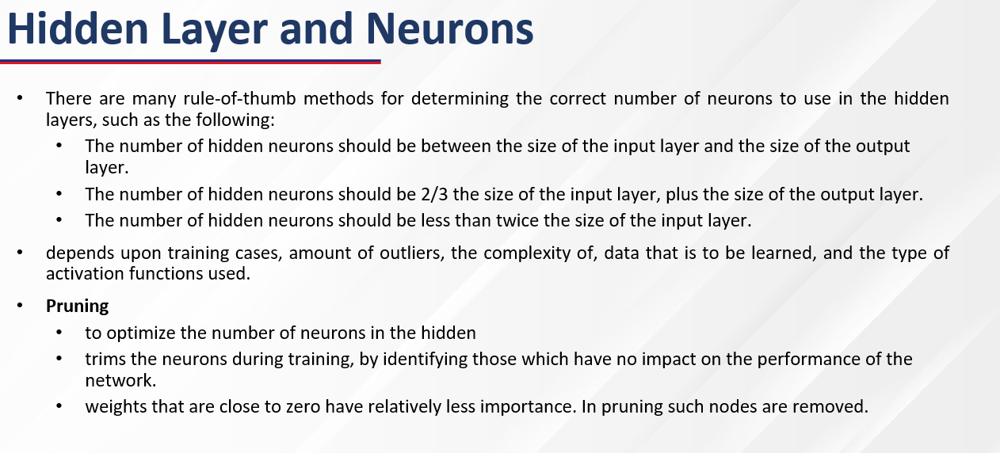 Hidden Layer and Neurons
• There are many rule-of-thumb methods for determining the correct number of neurons to use in the hidden
layers, such as the following:
• The number of hidden neurons should be between the size of the input layer and the size of the output
layer.
• The number of hidden neurons should be 2/3 the size of the input layer, plus the size of the output layer.
• The number of hidden neurons should be less than twice the size of the input layer.
• depends upon training cases, amount of outliers, the complexity of, data that is to be learned, and the type of
activation functions used.
• Pruning
• to optimize the number of neurons in the hidden
• trims the neurons during training, by identifying those which have no impact on the performance of the
network.
• weights that are close to zero have relatively less importance. In pruning such nodes are removed.